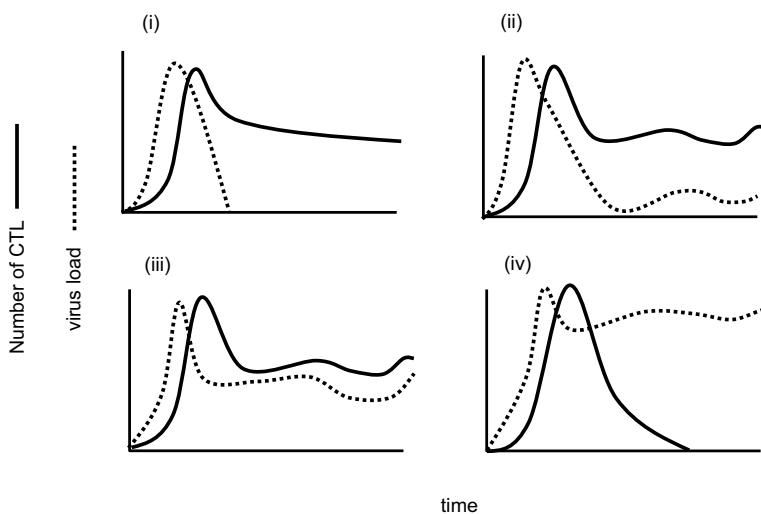 (i)
(ii)
Number of CTL
virus load
(iii)
(iv)
time